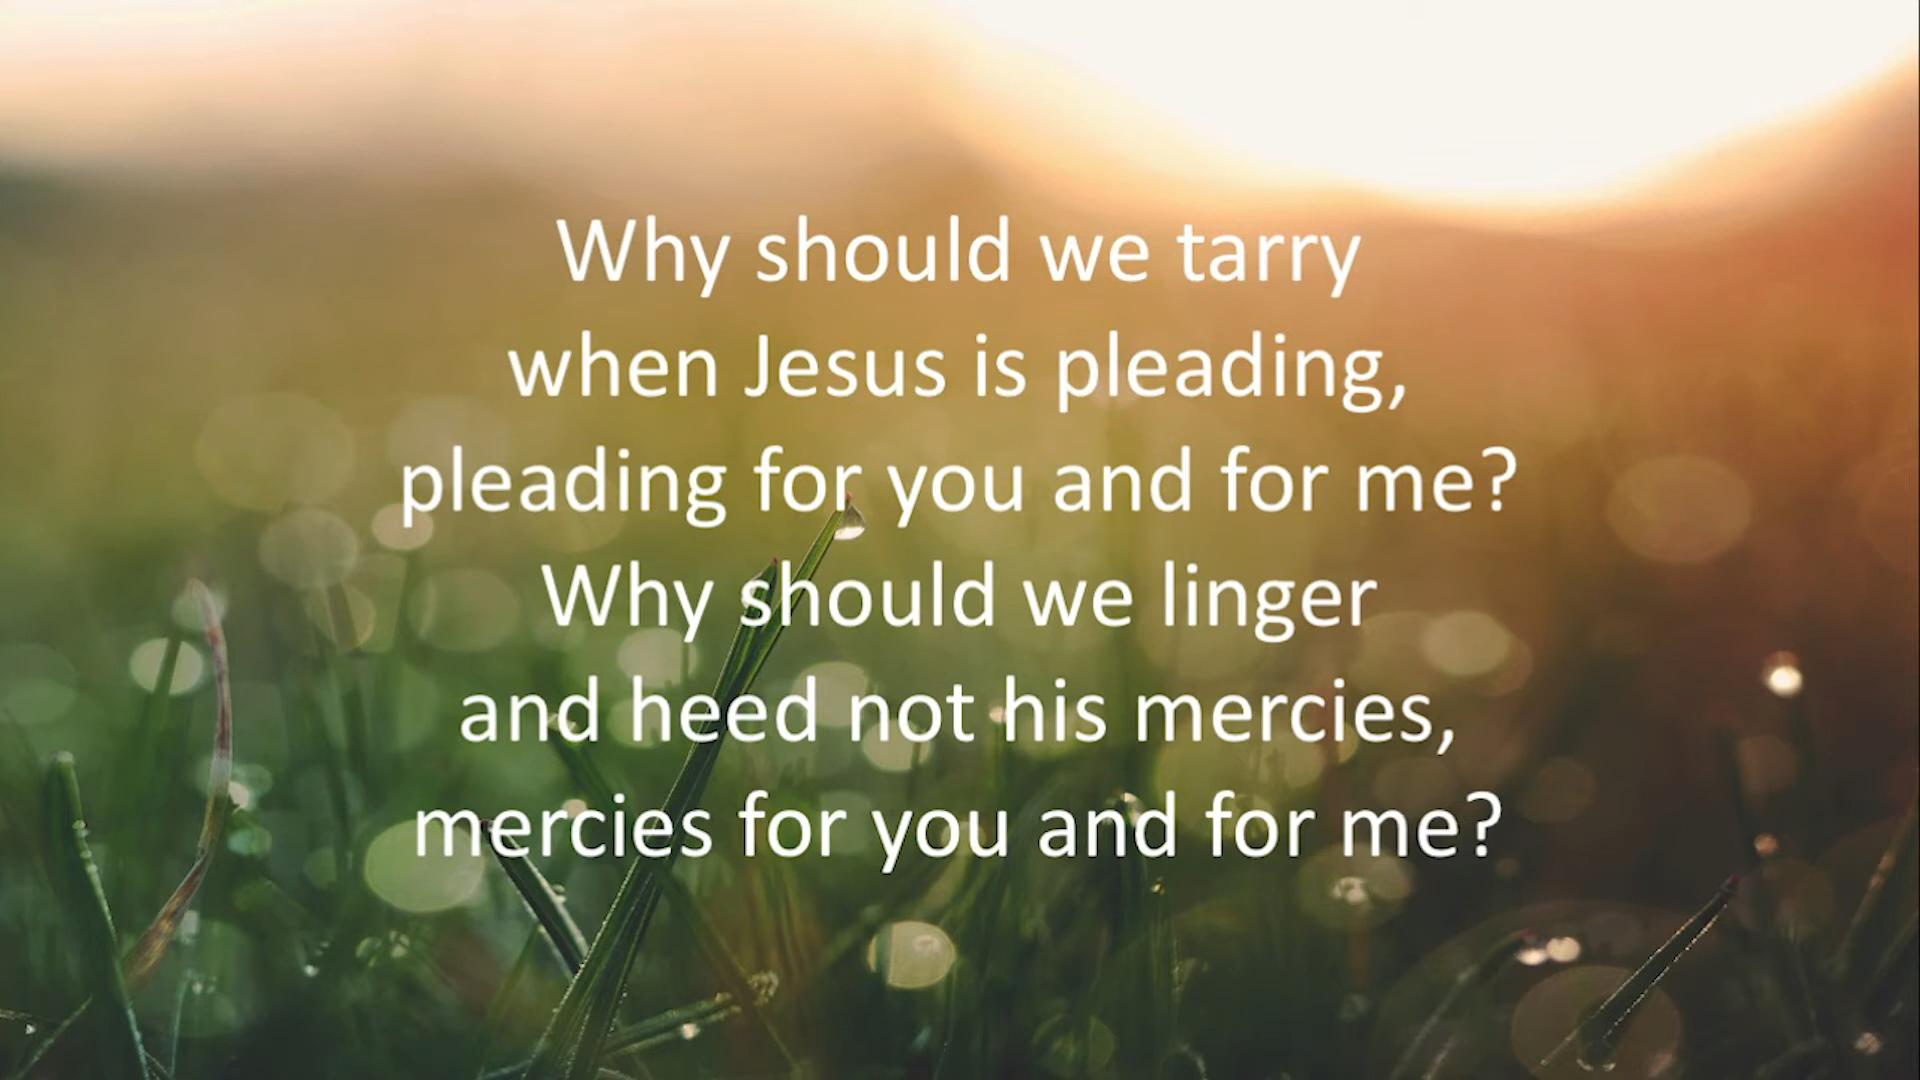 Why should we tarry
when Jesus is pleading,
pleading for you and for me?
Why should we linger
and heed not his mercies,
mercies for you and for me?